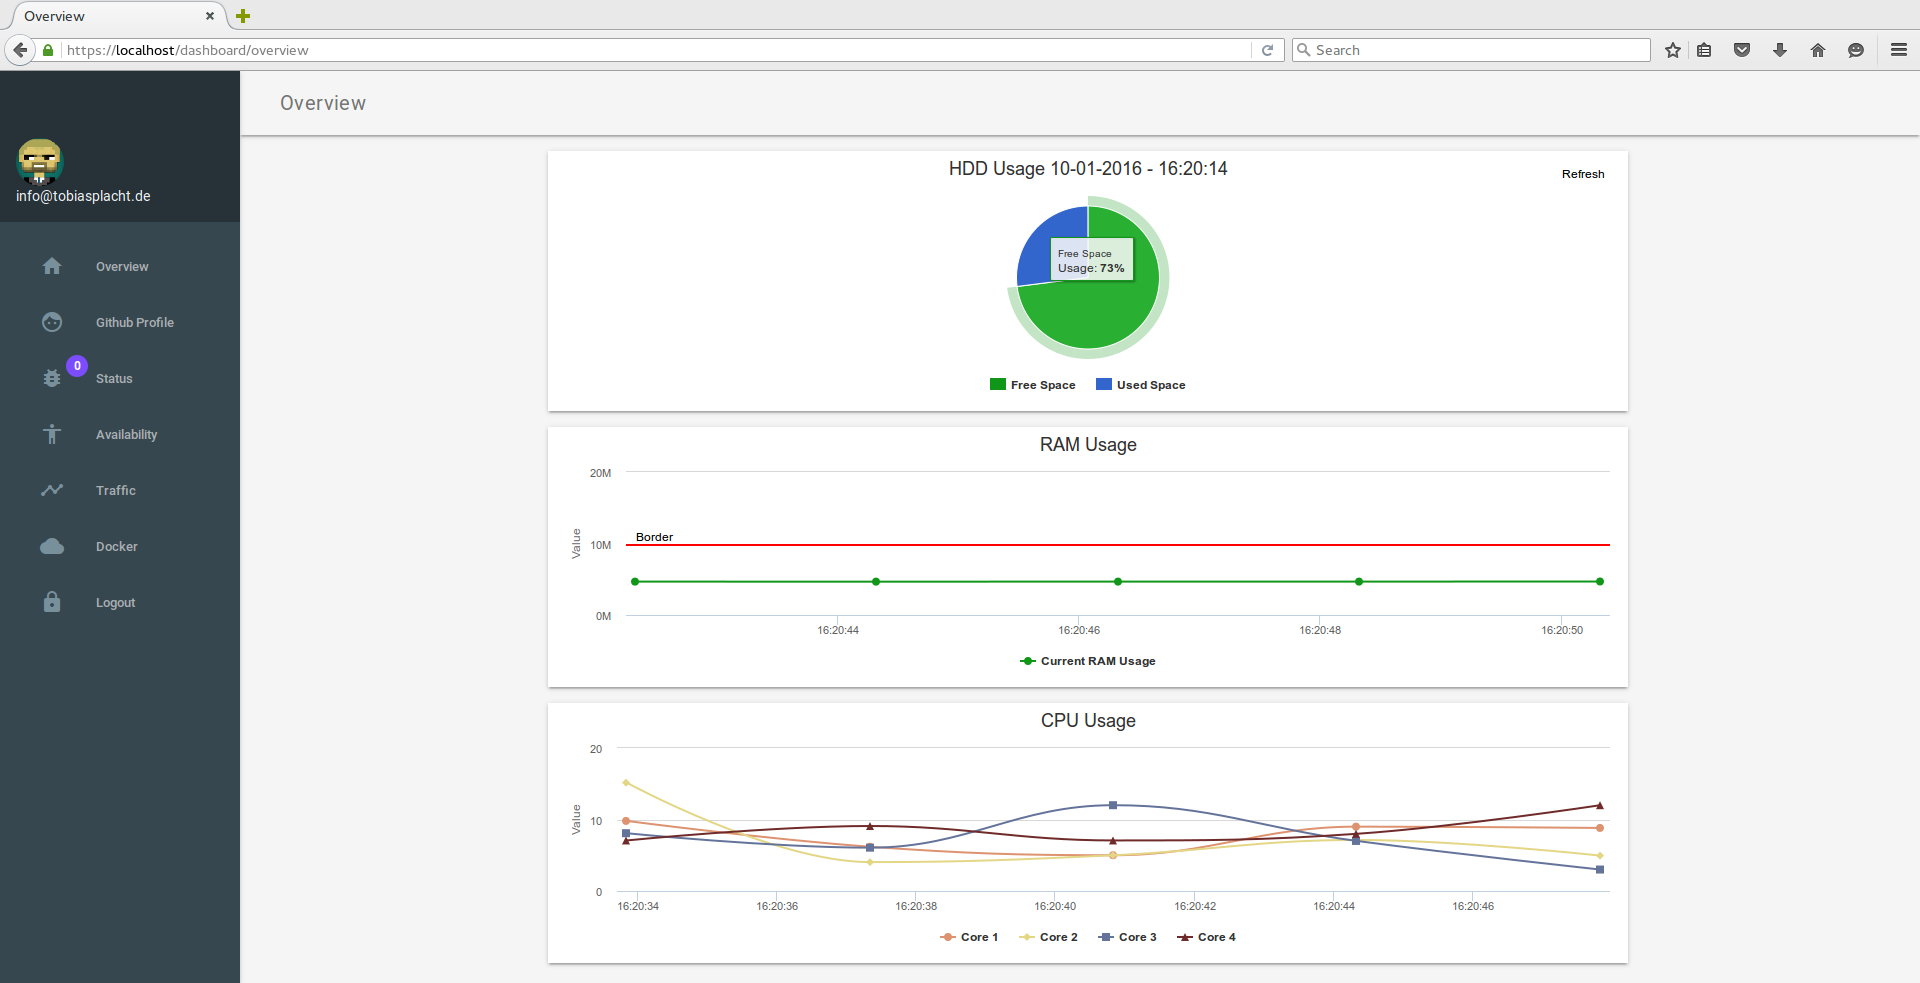 Overview
https://localhost/dashboard/overview
Search
Overview
info@tobiasplacht.de
Overview
Github Profile
0
Status
Availability
Traffic
Docker
Logout
HDD Usage 10-01-2016 - 16:20:14
Refresh
Free Space
Usage: 73%
Free Space Used Space
RAM Usage
20M
Value
Border
10M
0M
16:20:44 16:20:46 16:20:48 16:20:50
Current RAM Usage
CPU Usage
20
Value
10
0
16:20:34 16:20:36 16:20:38 16:20:40 16:20:42 16:20:44 16:20:46
Core 1 Core 2 Core 3 Core 4